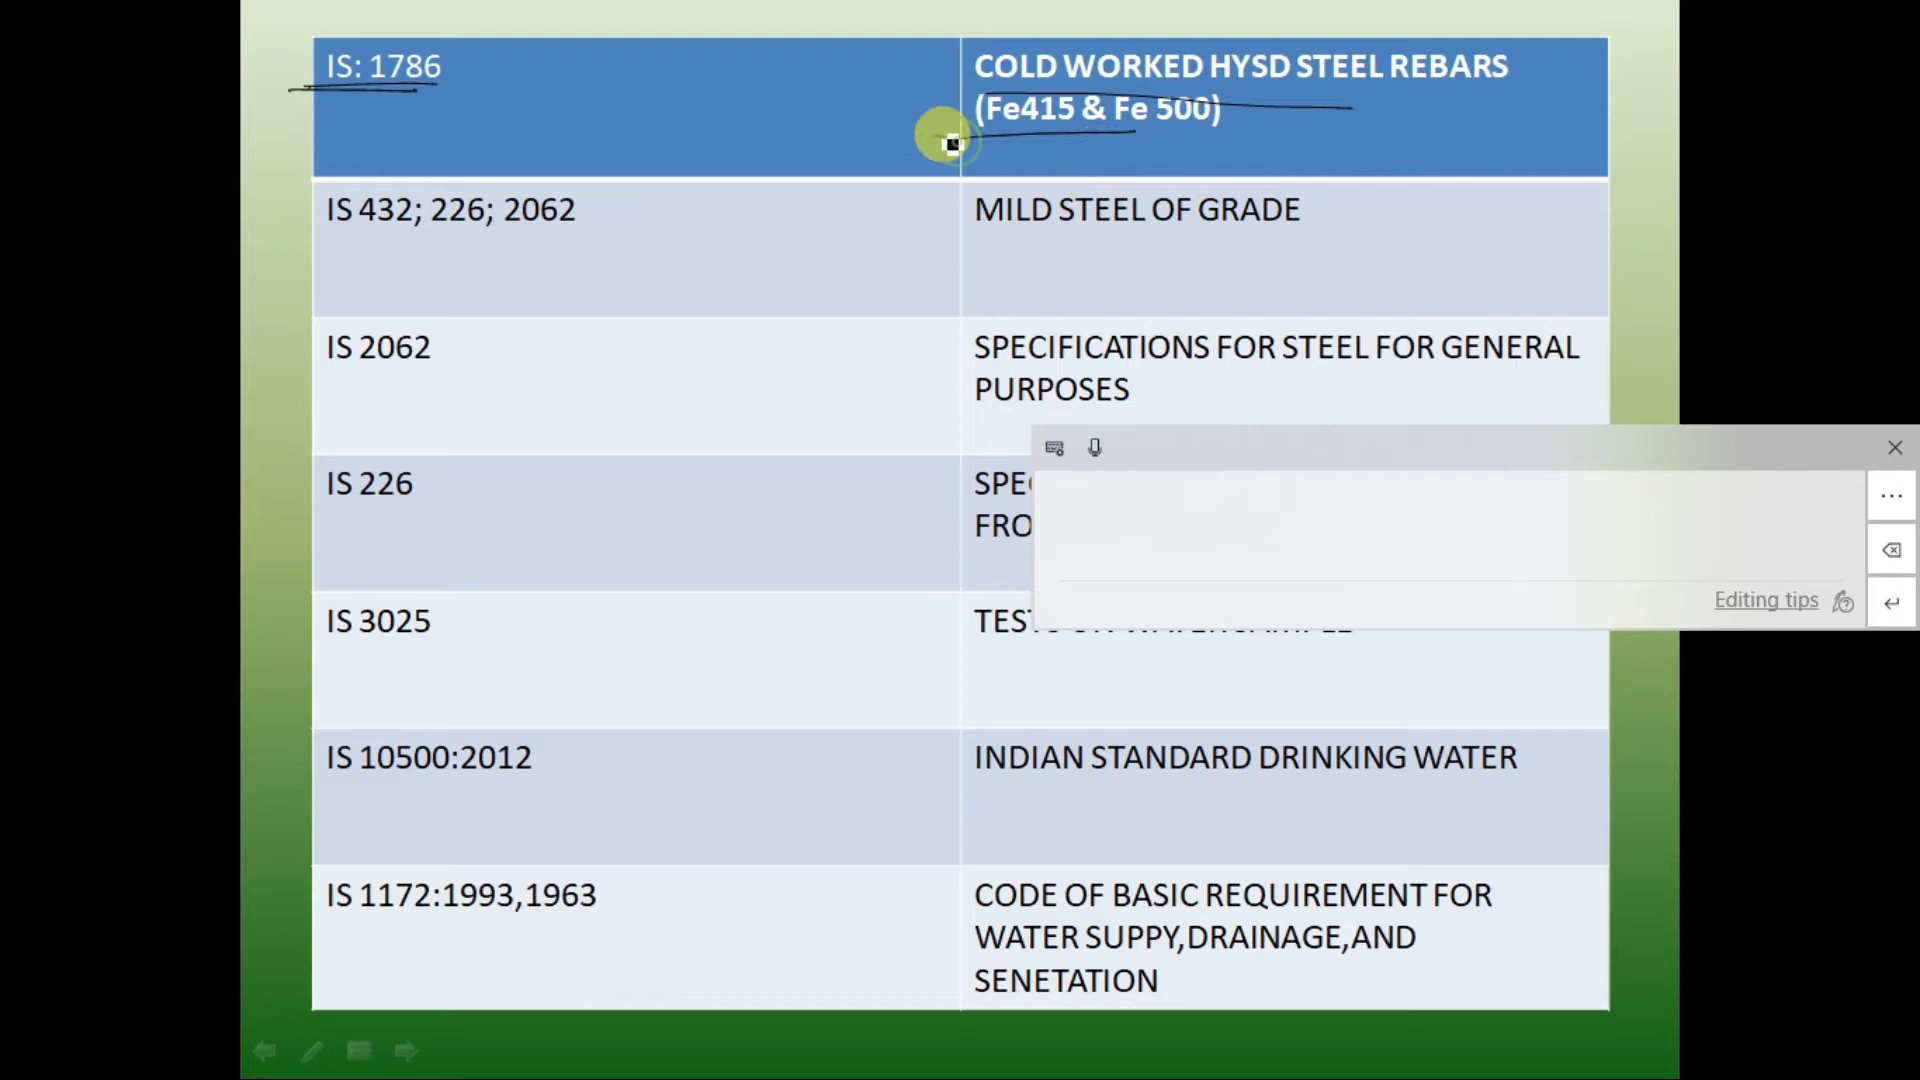 IS: 1786
COLD WORKED HYSD STEEL REBARS
(Fe415 & Fe 500)
IS 432; 226; 2062
MILD STEEL OF GRADE
IS 2062
SPECIFICATIONS FOR STEEL FOR GENERAL
PURPOSES
IS 226
IS 3025
IS 10500:2012
INDIAN STANDARD DRINKING WATER
IS 1172:1993,1963
CODE OF BASIC REQUIREMENT FOR
WATER SUPPY,DRAINAGE,AND
SENETATION
Editing tips